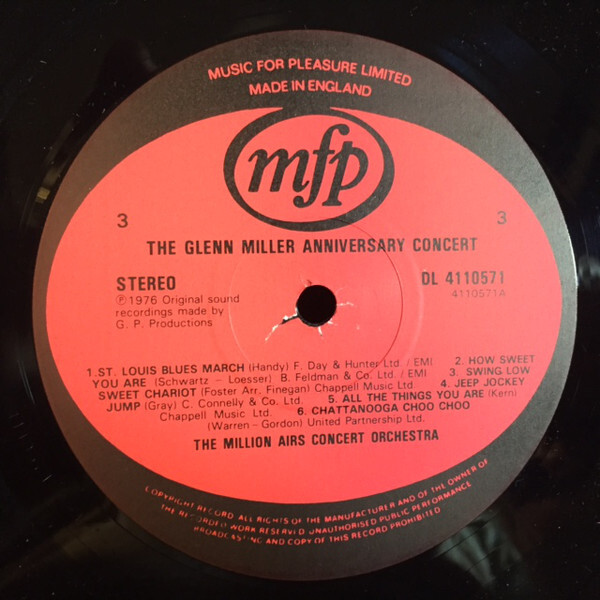 MUSIC FOR PLEASURE LIMITED
MADE IN ENGLAND
mfp
3 3
THE GLENN MILLER ANNIVERSARY CONCERT
STEREO DL 4110571
℗1976 Original sound 4110571A
recordings made by
G. P. Productions
1.ST. LOUIS BLUES MARCH (Handy) F. Day & Hunter Ltd./EMI 2. HOW SWEET
YOU ARE (Schwartz – Loesser) B. Feldman & Co. Ltd./EMI 3. SWING LOW
SWEET CHARIOT (Foster Arr. Finegan) Chappell Music Ltd. 4. JEEP JOCKEY
JUMP (Gray) C. Connelly & Co. Ltd. 5. ALL THE THINGS YOU ARE (Kern)
Chappell Music Ltd. 6. CHATTANOOGA CHOO CHOO
(Warren – Gordon) United Partnership Ltd.
THE MILLION AIRS CONCERT ORCHESTRA
COPYRIGHT RECORD. ALL RIGHTS OF THE MANUFACTURER AND OF THE OWNER OF
THE RECORDED WORK RESERVED UNAUTHORISED PUBLIC PERFORMANCE
BROADCASTING AND COPY OF THIS RECORD PROHIBITED